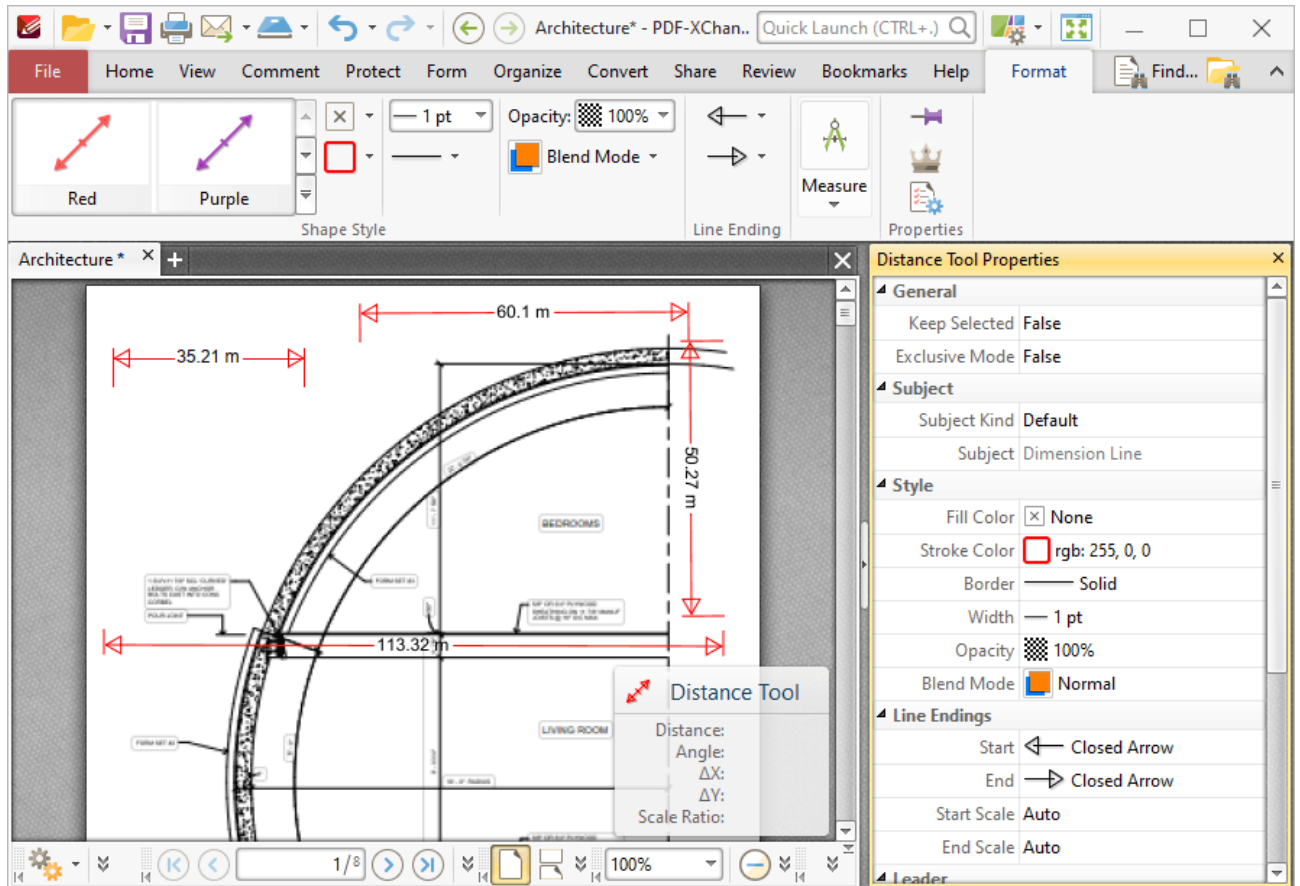 Architecture* - PDF-XChan.. Quick Launch (CTRL+.)
File Home View Comment Protect Form Organize Convert Share Review Bookmarks Help Format Find...
1 pt Opacity: 100%
Blend Mode
Red Purple Measure
Shape Style Line Ending Properties
Architecture *
60.1 m
35.21 m
50.27 m
BEDROOMS
113.32 m
LIVING ROOM
Distance Tool
Distance:
Angle:
ΔX:
ΔY:
Scale Ratio:
1/8 100%
Distance Tool Properties
General
Keep Selected False
Exclusive Mode False
Subject
Subject Kind Default
Subject Dimension Line
Style
Fill Color None
Stroke Color rgb: 255, 0, 0
Border Solid
Width 1 pt
Opacity 100%
Blend Mode Normal
Line Endings
Start Closed Arrow
End Closed Arrow
Start Scale Auto
End Scale Auto
Leader